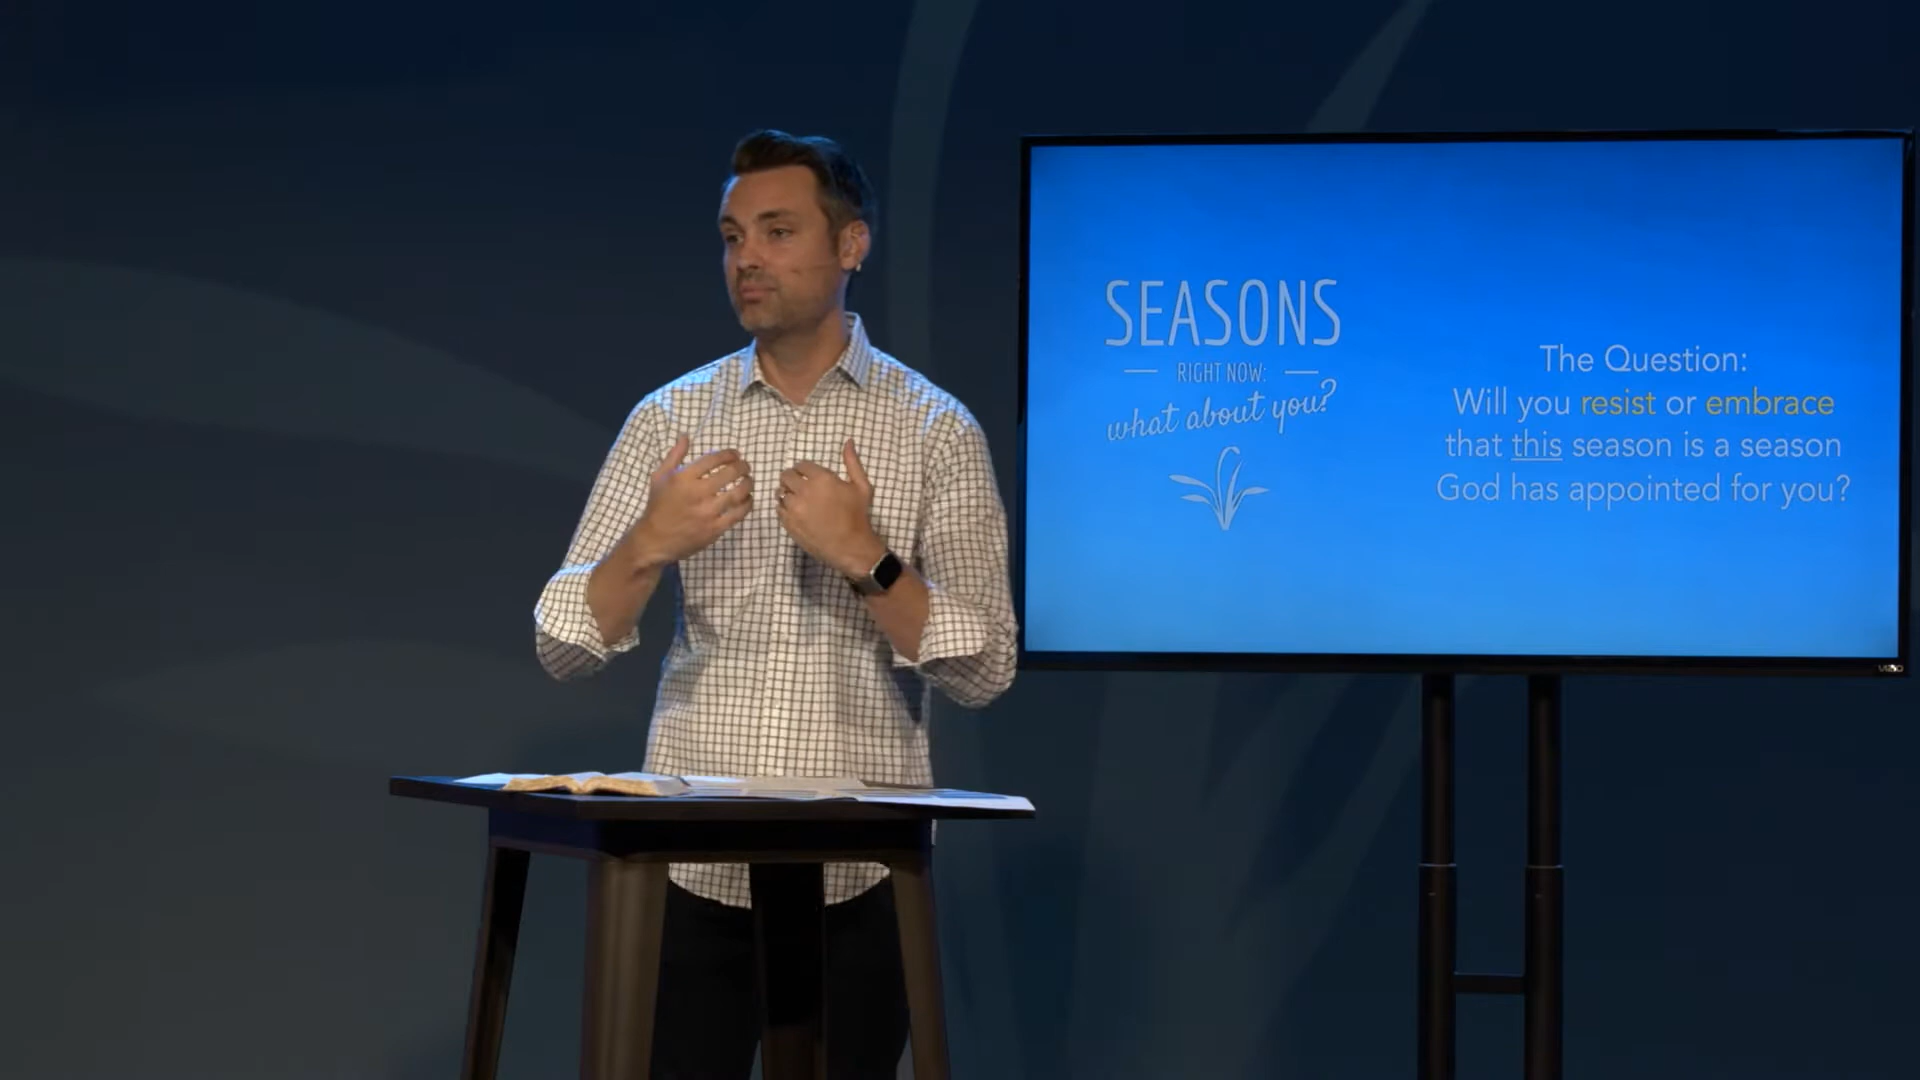 SEASONS
RIGHT NOW:
what about you?
The Question:
Will you resist or embrace
that this season is a season
God has appointed for you?
VIZIO